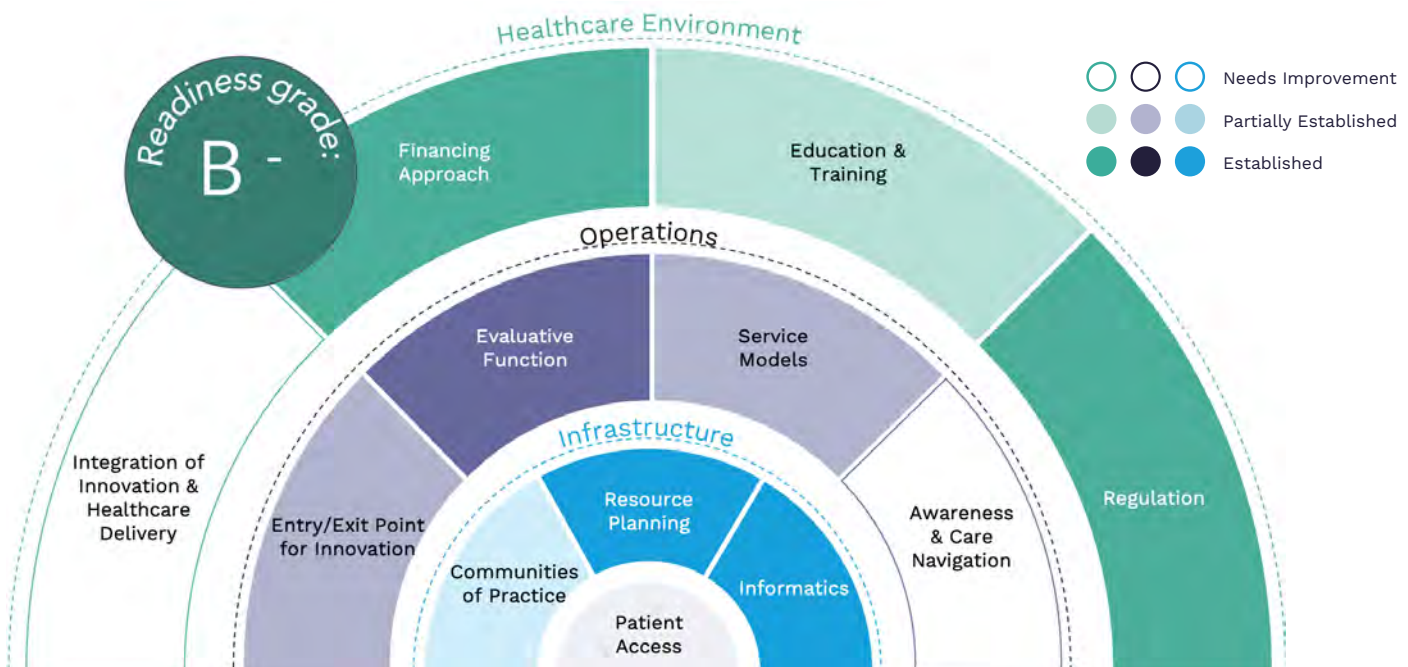 Healthcare Environment
Readiness grade:
B -
Needs Improvement
Partially Established
Established
Financing
Approach
Education &
Training
Operations
Evaluative
Function
Service
Models
Infrastructure
Integration of
Innovation &
Healthcare
Delivery
Entry/Exit Point
for Innovation
Resource
Planning
Awareness
& Care
Navigation
Regulation
Communities
of Practice
Informatics
Patient
Access